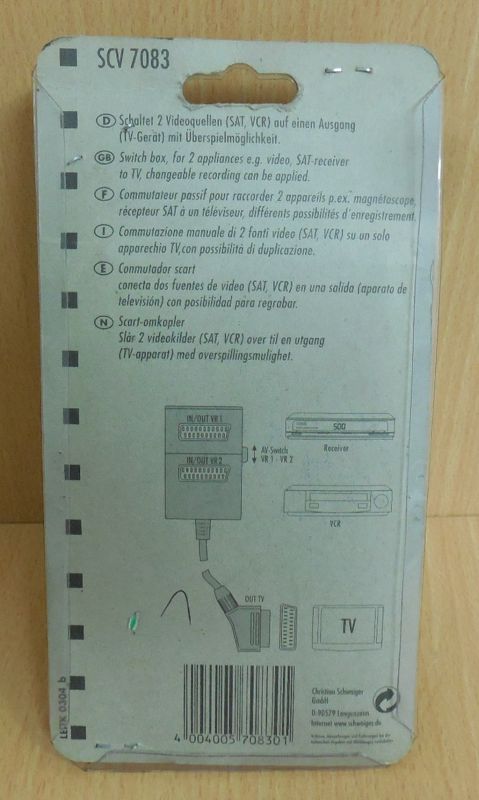 SCV 7083
D Schaltet 2 Videoquellen (SAT, VCR) auf einen Ausgang
(TV-Gerät) mit Überspielmöglichkeit.
GB Switch box, for 2 appliances e.g. video, SAT-receiver
to TV, changeable recording can be applied.
F Commutateur passif pour raccorder 2 appareils p.ex. magnétoscope,
récepteur SAT à un téléviseur, différents possibilités d'enregistrement.
I Commutazione manuale di 2 fonti video (SAT, VCR) su un solo
apparechio TV,con possibilità di duplicazione.
E Conmutador scart
conecta dos fuentes de video (SAT, VCR) en una salida (aparato de
televisión) con posibilidad para regrabar.
N Scart-omkopler
Slår 2 videokilder (SAT, VCR) over til en utgang
(TV-apparat) med overspillingsmulighet.
IN/OUT VR 1
500
Receiver
AV-Switch
VR 1 - VR 2
IN/OUT VR 2
VCR
OUT TV
TV
Christian Schwaiger
GmbH
D-90579 Langenzenn
Internet www.schwaiger.de
4 004005 708301
LEITK 0304 b